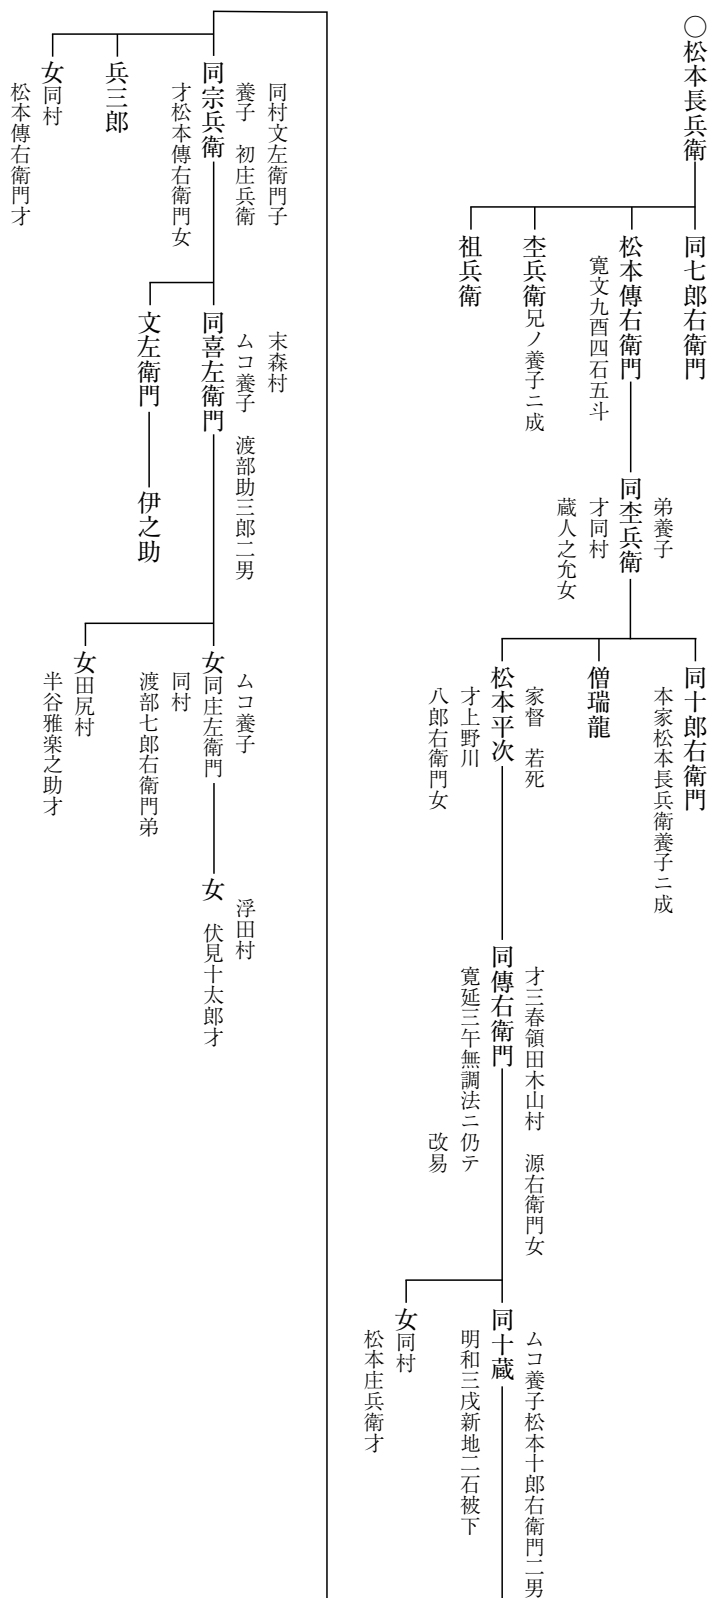 ○松本長兵衛
同七郎右衛門
松本傳右衛門
寛文九酉四石五斗
杢兵衛兄ノ養子ニ成
祖兵衛
弟養子
同杢兵衛
才同村
蔵人之允女
同十郎右衛門
本家松本長兵衛養子ニ成
僧瑞龍
家督　若死
松本平次
才上野川
八郎右衛門女
才三春領田木山村　源右衛門女
同傳右衛門
寛延三午無調法ニ仍テ
改易
ムコ養子松本十郎右衛門二男
同十蔵
明和三戌新地二石被下
女同村
松本庄兵衛才
同村文左衛門子
養子　初庄兵衛
同宗兵衛
才松本傳右衛門女
兵三郎
女同村
松本傳右衛門才
末森村
ムコ養子　渡部助三郎二男
同喜左衛門
文左衛門
伊之助
ムコ養子
女同庄左衛門
同村
渡部七郎右衛門弟
女田尻村
半谷雅楽之助才
浮田村
女　伏見十太郎才